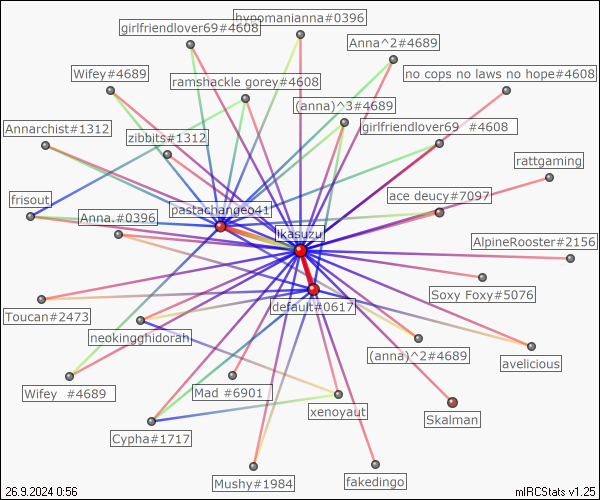 hypomanianna#0396
girlfriendlover69#4608
Anna^2#4689
Wifey#4689
ramshackle gorey#4608
no cops no laws no hope#4608
(anna)^3#4689
Annarchist#1312
zibbits#1312
girlfriendlover69 #4608
rattgaming
frisout
pastachangeo41
ace deucy#7097
Anna.#0396
ikasuzu
AlpineRooster#2156
Toucan#2473
default#0617
Soxy Foxy#5076
neokingghidorah
(anna)^2#4689
avelicious
Wifey #4689
Mad #6901
xenoyaut
Skalman
Cypha#1717
Mushy#1984
fakedingo
26.9.2024 0:56
mIRCStats v1.25